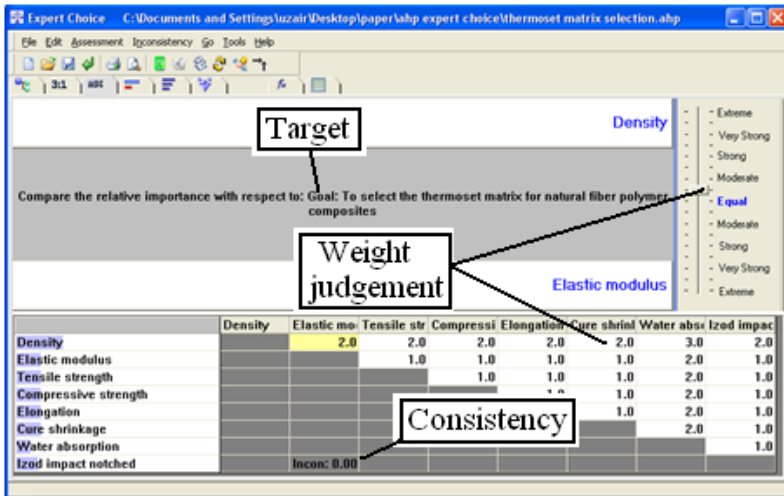 Expert Choice C:\Documents and Settings\uzair\Desktop\paper\ahp expert choice\thermoset matrix selection.ahp
File Edit Assessment Inconsistency Go Tools Help
3:1 ABC
Density
Target
Compare the relative importance with respect to: Goal: To select the thermoset matrix for natural fiber polymer
composites
Weight
judgement
Elastic modulus
Extreme
Very Strong
Strong
Moderate
Equal
Moderate
Strong
Very Strong
Extreme
Density Elastic mo Tensile str Compressi Elongation Cure shrinl Water abs Izod impac
Density 2.0 2.0 2.0 2.0 2.0 3.0 2.0
Elastic modulus 1.0 1.0 1.0 1.0 2.0 1.0
Tensile strength 1.0 1.0 1.0 2.0 1.0
Compressive strength 1.0 1.0 2.0 1.0
Elongation 1.0 2.0 1.0
Cure shrinkage 2.0 1.0
Water absorption 1.0
Izod impact notched Incon: 0.00
Consistency